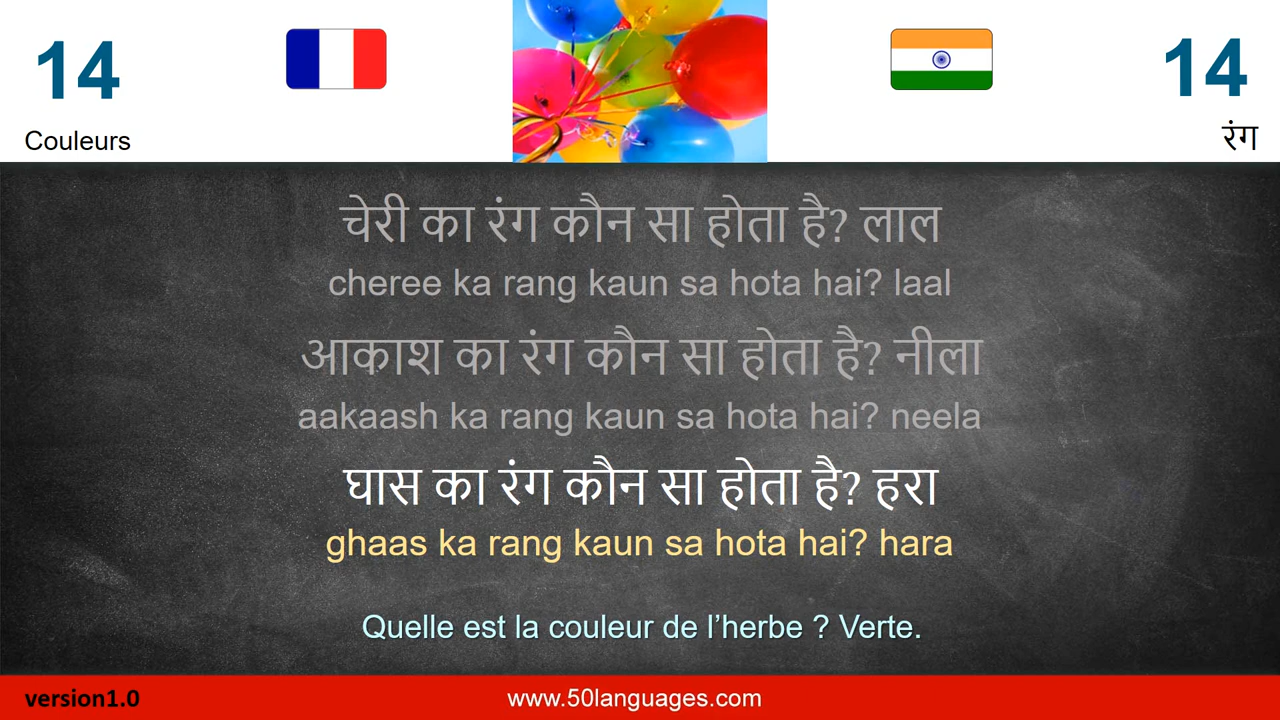 14
14
Couleurs
रंग
चेरी का रंग कौन सा होता है? लाल
cheree ka rang kaun sa hota hai? laal
आकाश का रंग कौन सा होता है? नीला
aakaash ka rang kaun sa hota hai? neela
घास का रंग कौन सा होता है? हरा
ghaas ka rang kaun sa hota hai? hara
Quelle est la couleur de l’herbe ? Verte.
version1.0
www.50languages.com